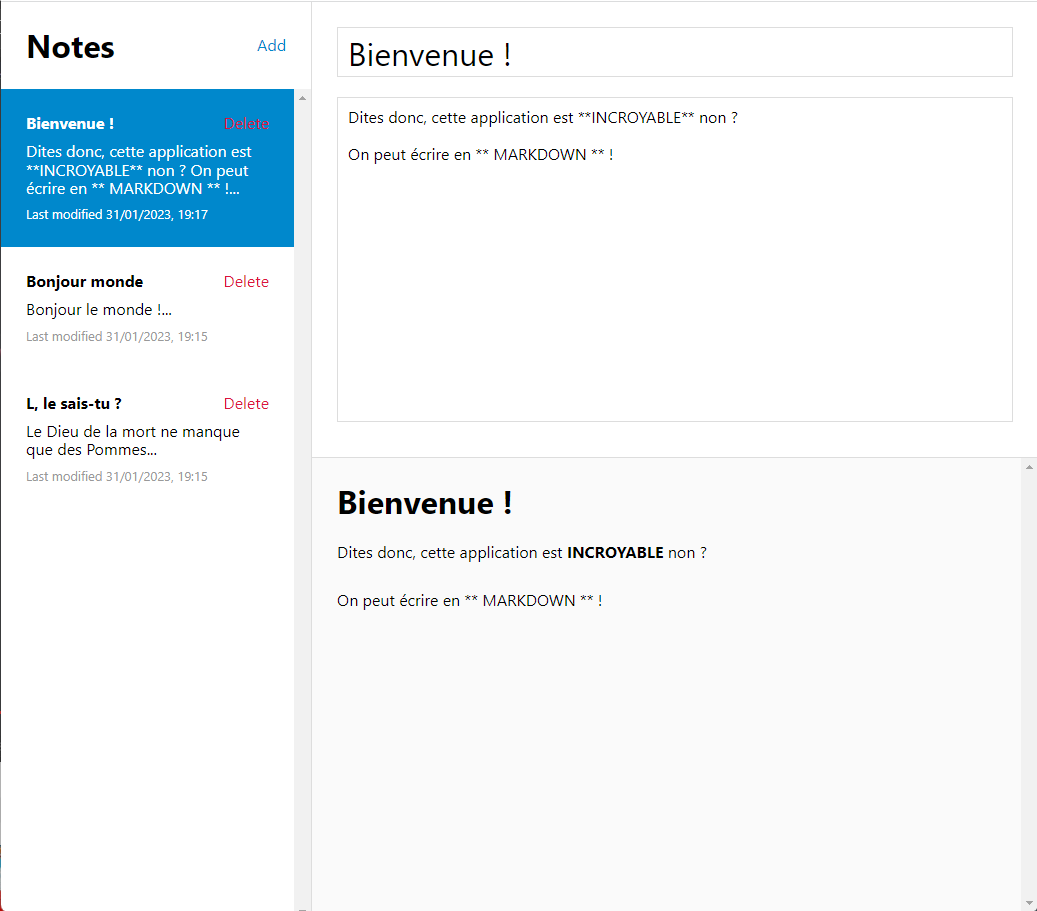 Notes
Add
Bienvenue !
Delete
Dites donc, cette application est
**INCROYABLE** non ? On peut
écrire en ** MARKDOWN ** !...
Last modified 31/01/2023, 19:17
Bonjour monde
Delete
Bonjour le monde !...
Last modified 31/01/2023, 19:15
L, le sais-tu ?
Delete
Le Dieu de la mort ne manque
que des Pommes...
Last modified 31/01/2023, 19:15
Bienvenue !
Dites donc, cette application est **INCROYABLE** non ?
On peut écrire en ** MARKDOWN ** !
Bienvenue !
Dites donc, cette application est INCROYABLE non ?
On peut écrire en ** MARKDOWN ** !